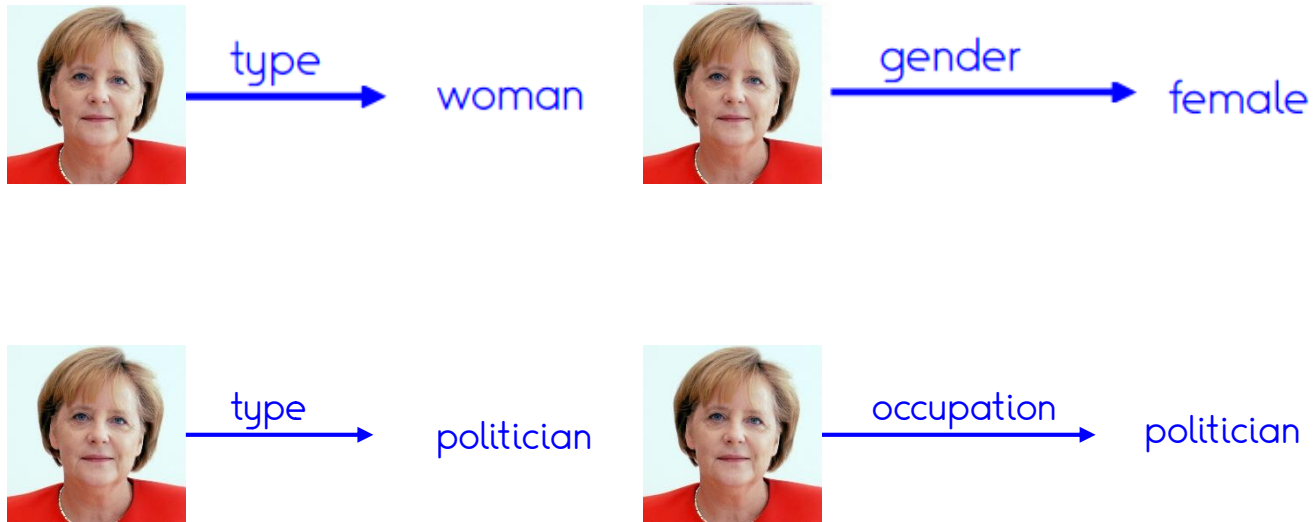 type
woman
gender
female
type
politician
occupation
politician